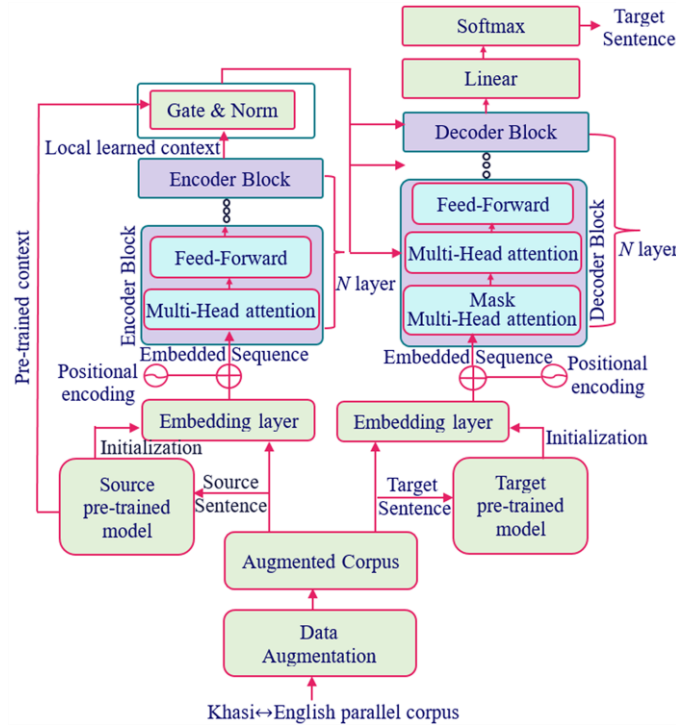 Softmax
Target
Sentence
Linear
Gate & Norm
Decoder Block
Local learned context
Encoder Block
Feed-Forward
Feed-Forward
Multi-Head attention
Multi-Head attention
Mask
Multi-Head attention
Encoder Block
N layer
Decoder Block
N layer
Pre-trained context
Embedded Sequence
Embedded Sequence
Positional
encoding
Positional
encoding
Embedding layer
Embedding layer
Initialization
Initialization
Source
pre-trained
model
Source
Sentence
Target
Sentence
Target
pre-trained
model
Augmented Corpus
Data
Augmentation
Khasi↔English parallel corpus